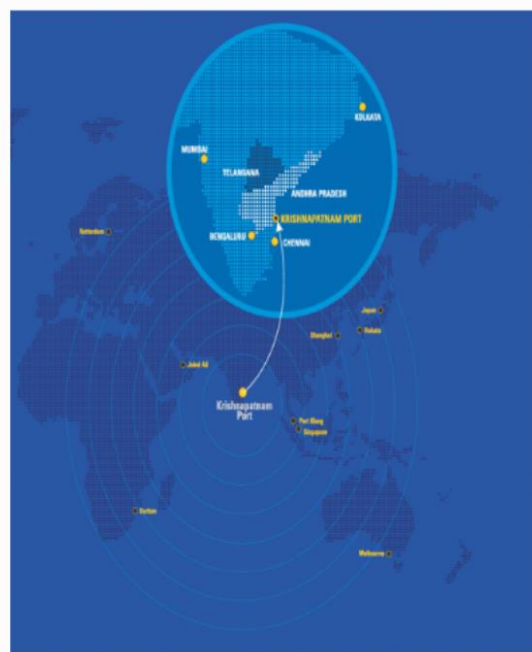 KOLKATA
MUMBAI
TELANGANA
ANDHRA PRADESH
KRISHNAPATNAM PORT
BENGALURU
CHENNAI
Rotterdam
Japan
Hakata
Shanghai
Jebel Ali
Krishnapatnam
Port
Port Klang
Singapore
Durban
Melbourne